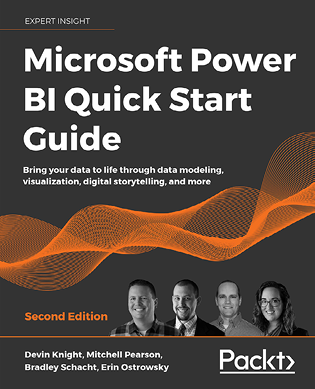 EXPERT INSIGHT
Microsoft Power
BI Quick Start
Guide
Bring your data to life through data modeling,
visualization, digital storytelling, and more
Second Edition
Devin Knight, Mitchell Pearson,
Bradley Schacht, Erin Ostrowsky
Packt>